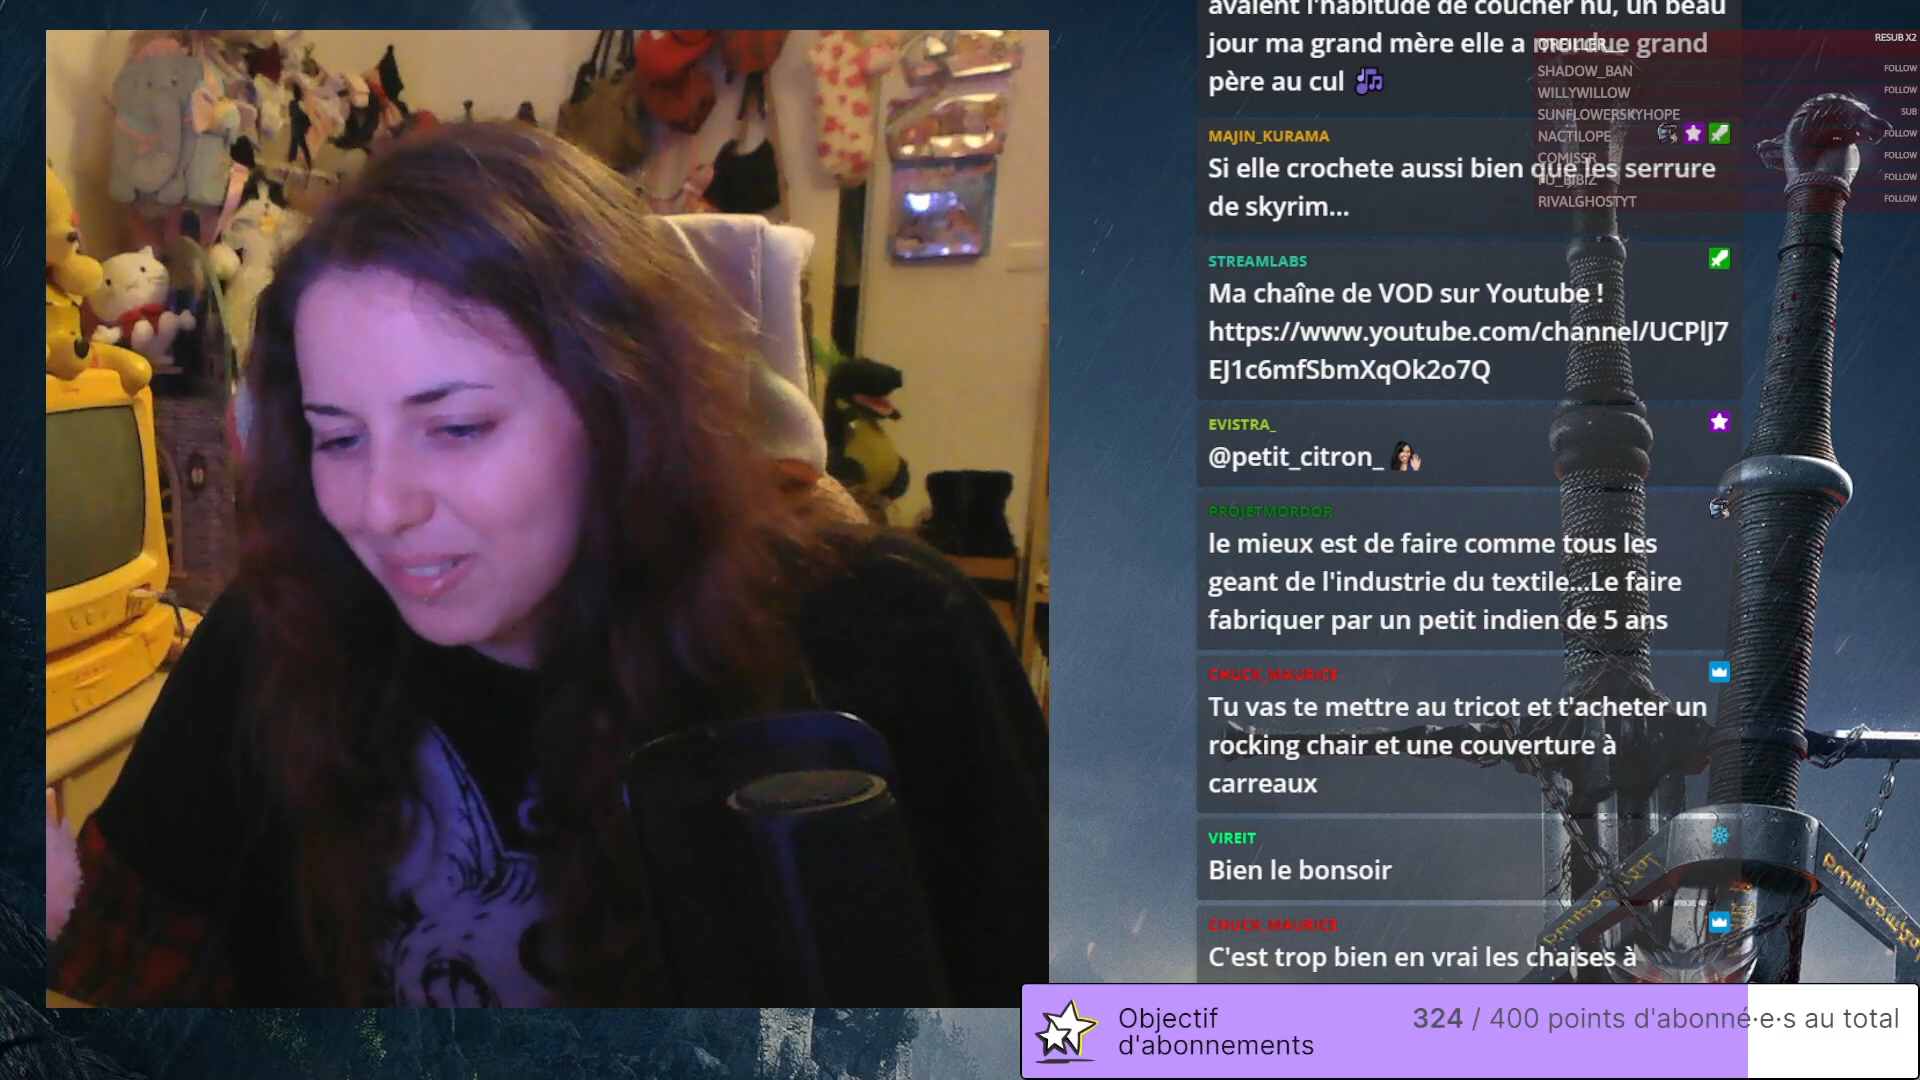 avaient l'habitude de coucher nu, un beau
jour ma grand mère elle a mordue grand
père au cul
MAJIN_KURAMA
Si elle crochete aussi bien que les serrure
de skyrim...
STREAMLABS
Ma chaîne de VOD sur Youtube !
https://www.youtube.com/channel/UCPlJ7
EJ1c6mfSbmXqOk2o7Q
EVISTRA_
@petit_citron_
PROJETMORDOR
le mieux est de faire comme tous les
geant de l'industrie du textile...Le faire
fabriquer par un petit indien de 5 ans
CHUCK_MAURICE
Tu vas te mettre au tricot et t'acheter un
rocking chair et une couverture à
carreaux
VIREIT
Bien le bonsoir
CHUCK_MAURICE
C'est trop bien en vrai les chaises à
RESUB X2
SHADOW_BAN FOLLOW
WILLYWILLOW FOLLOW
SUNFLOWERSKYHOPE SUB
NACTILOPE FOLLOW
COMISSR FOLLOW
FOLLOW
RIVALGHOSTYT FOLLOW
Objectif
d'abonnements
324 / 400 points d'abonné·e·s au total